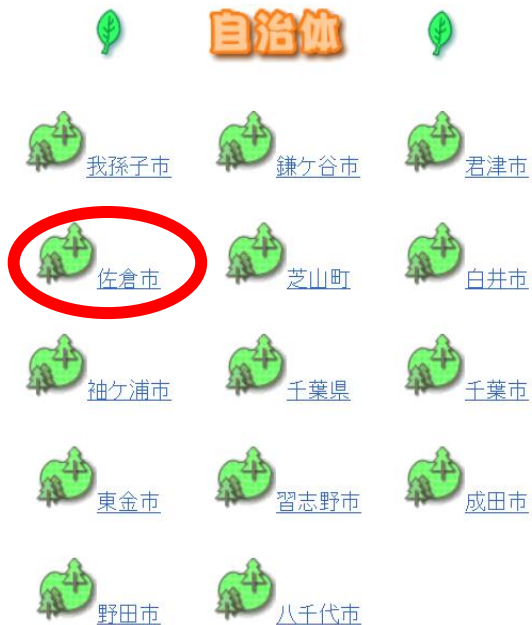 自治体
我孫子市 鎌ケ谷市 君津市
佐倉市 芝山町 白井市
袖ケ浦市 千葉県 千葉市
東金市 習志野市 成田市
野田市 八千代市